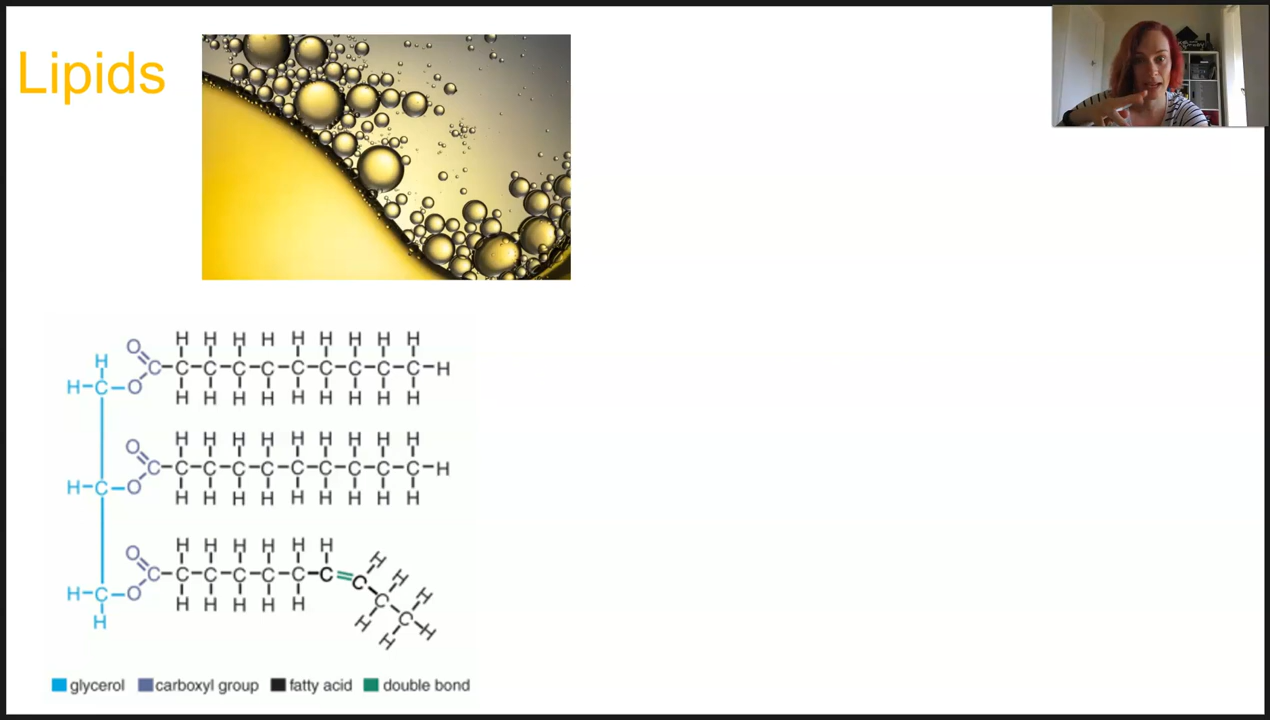 Lipids
H H H H H H H H H
O
H C C C C C C C C C C H
H C O
H H H H H H H H H
H H H H H H H H H
O
C C C C C C C C C C H
H C O
H H H H H H H H H
H H H H H H
O H
C C C C C C C C H
H C O C H
H H H H H H C
H H H
glycerol carboxyl group fatty acid double bond